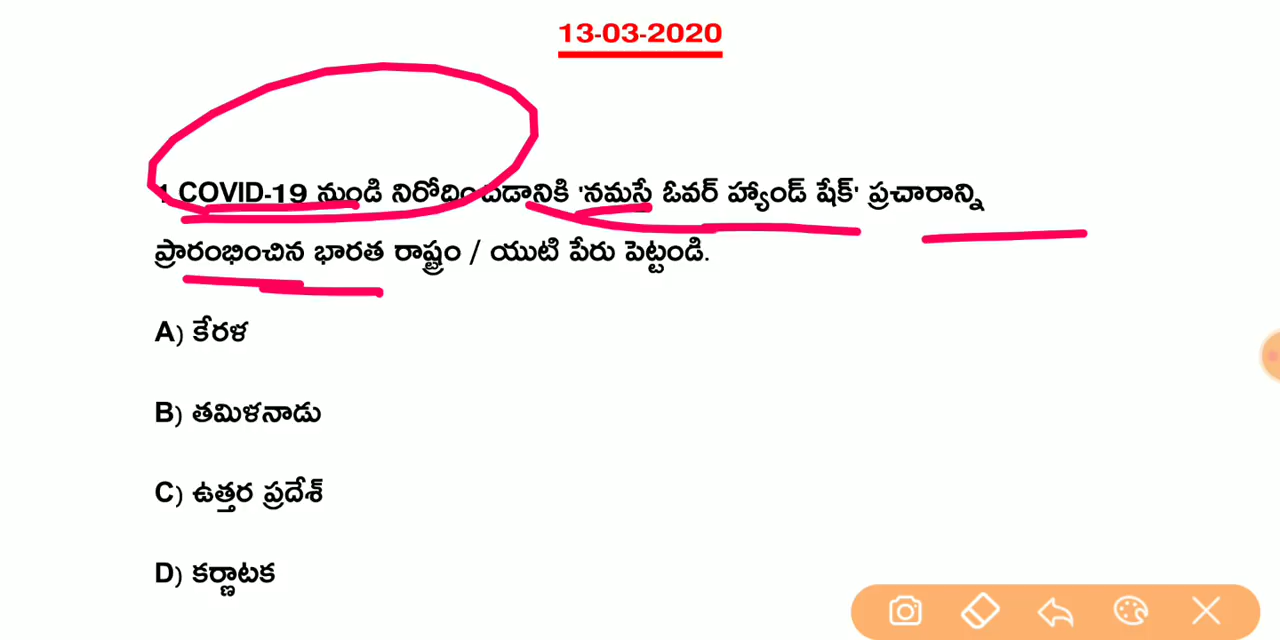 13-03-2020
1 COVID-19 నుండి నిరోధించడానికి 'నమస్తే ఓవర్ హ్యాండ్ షేక్' ప్రచారాన్ని
ప్రారంభించిన భారత రాష్ట్రం / యుటి పేరు పెట్టండి.
A) కేరళ
B) తమిళనాడు
C) ఉత్తర ప్రదేశ్
D) కర్ణాటక